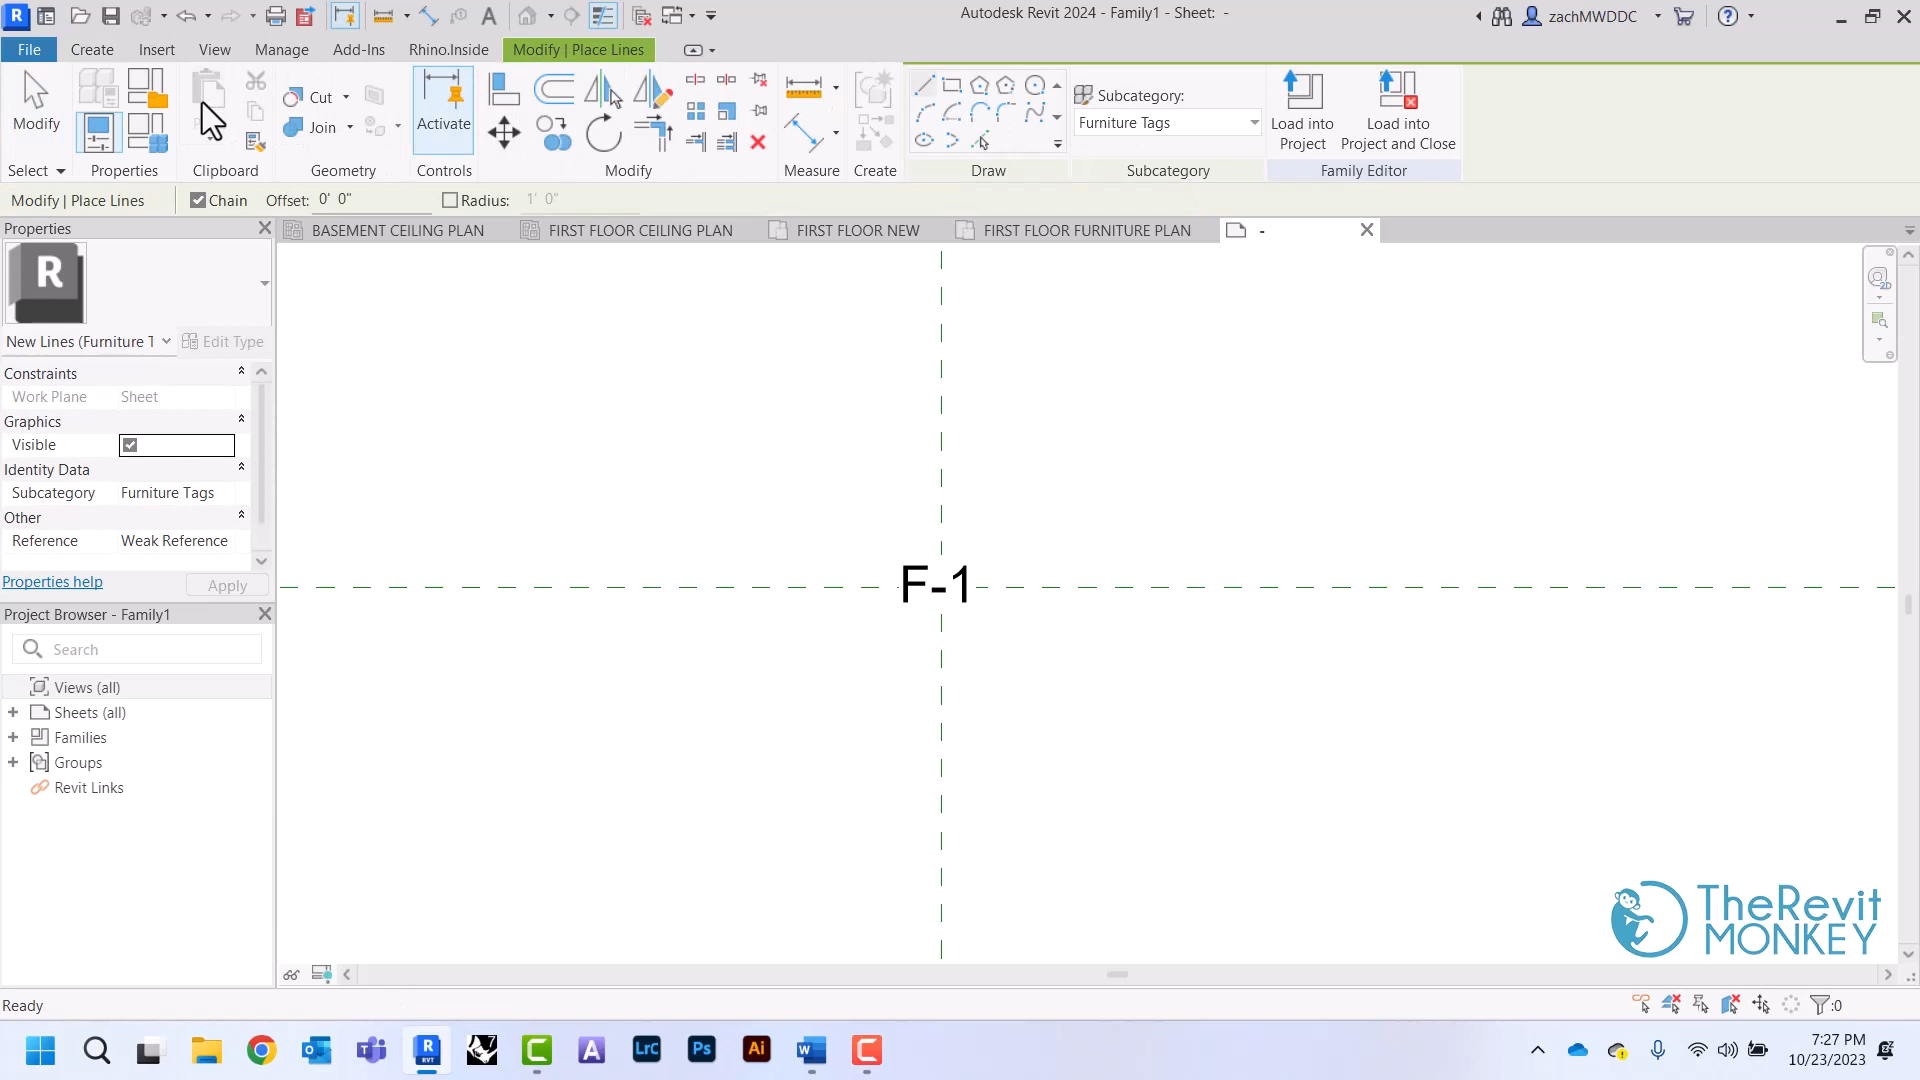 Autodesk Revit 2024 - Family1 - Sheet: -
zachMWDDC
File Create Insert View Manage Add-Ins Rhino.Inside Modify | Place Lines
Modify
Cut
Join
Activate
Subcategory:
Furniture Tags
Load into Project
Load into Project and Close
Select Properties Clipboard Geometry Controls Modify Measure Create Draw Subcategory Family Editor
Modify | Place Lines Chain Offset: 0' 0" Radius: 1' 0"
Properties
BASEMENT CEILING PLAN FIRST FLOOR CEILING PLAN FIRST FLOOR NEW FIRST FLOOR FURNITURE PLAN -
R
New Lines (Furniture T Edit Type
Constraints
Work Plane Sheet
Graphics
Visible
Identity Data
Subcategory Furniture Tags
Other
Reference Weak Reference
Properties help Apply
F-1
Project Browser - Family1
Search
Views (all)
Sheets (all)
Families
Groups
Revit Links
TheRevit
MONKEY
Ready
:0
R RVT A LrC Ps Ai W C
7:27 PM
10/23/2023